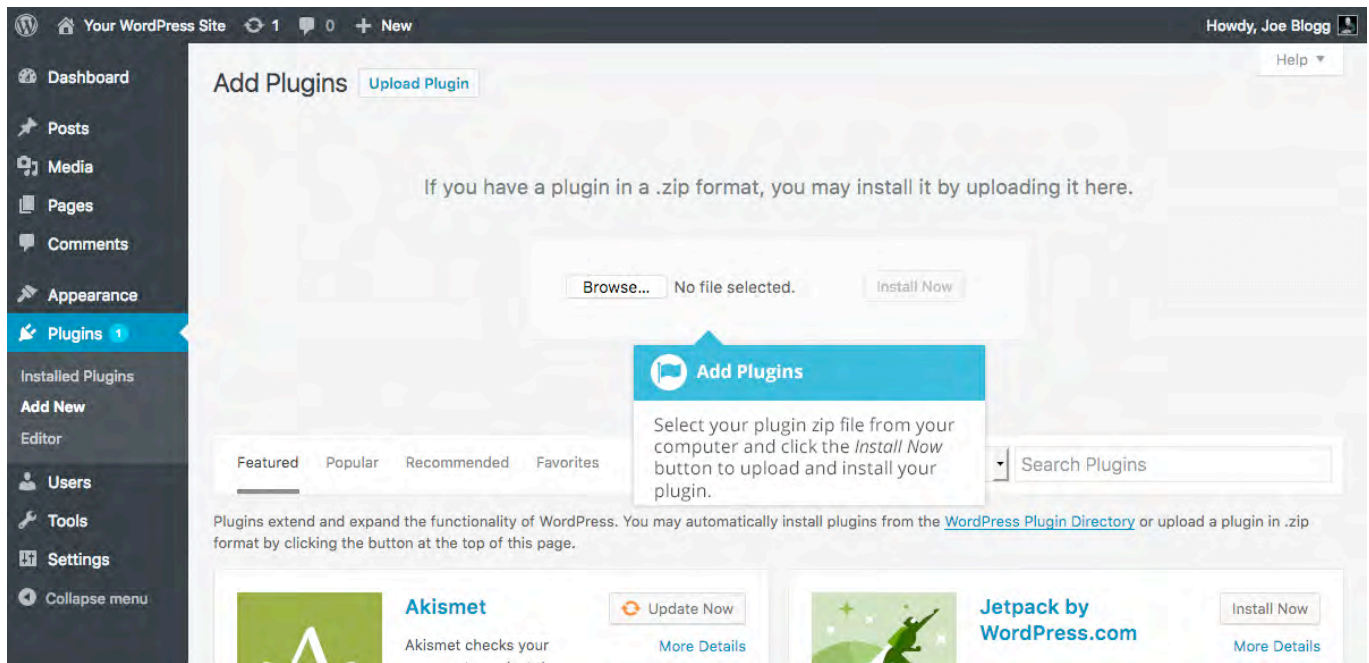 Your WordPress Site 1 0 New Howdy, Joe Blogg
Help
Dashboard
Posts
Media
Pages
Comments
Appearance
Plugins 1
Installed Plugins
Add New
Editor
Users
Tools
Settings
Collapse menu
Add Plugins Upload Plugin
If you have a plugin in a .zip format, you may install it by uploading it here.
Browse... No file selected. Install Now
Add Plugins
Select your plugin zip file from your
computer and click the Install Now
button to upload and install your
plugin.
Featured Popular Recommended Favorites Search Plugins
Plugins extend and expand the functionality of WordPress. You may automatically install plugins from the WordPress Plugin Directory or upload a plugin in .zip
format by clicking the button at the top of this page.
Akismet Update Now
Akismet checks your More Details
Jetpack by Install Now
WordPress.com
More Details